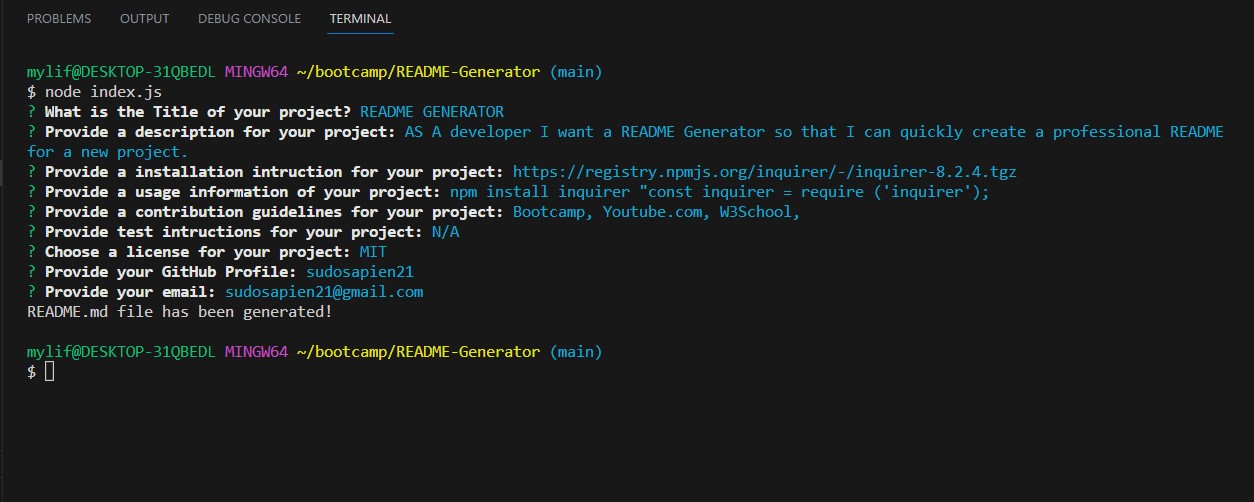 PROBLEMS OUTPUT DEBUG CONSOLE TERMINAL
mylif@DESKTOP-31QBEDL MINGW64 ~/bootcamp/README-Generator (main)
$ node index.js
? What is the Title of your project? README GENERATOR
? Provide a description for your project: AS A developer I want a README Generator so that I can quickly create a professional README
for a new project.
? Provide a installation intruction for your project: https://registry.npmjs.org/inquirer/-/inquirer-8.2.4.tgz
? Provide a usage information of your project: npm install inquirer "const inquirer = require ('inquirer');
? Provide a contribution guidelines for your project: Bootcamp, Youtube.com, W3School,
? Provide test intructions for your project: N/A
? Choose a license for your project: MIT
? Provide your GitHub Profile: sudosapien21
? Provide your email: sudosapien21@gmail.com
README.md file has been generated!
mylif@DESKTOP-31QBEDL MINGW64 ~/bootcamp/README-Generator (main)
$